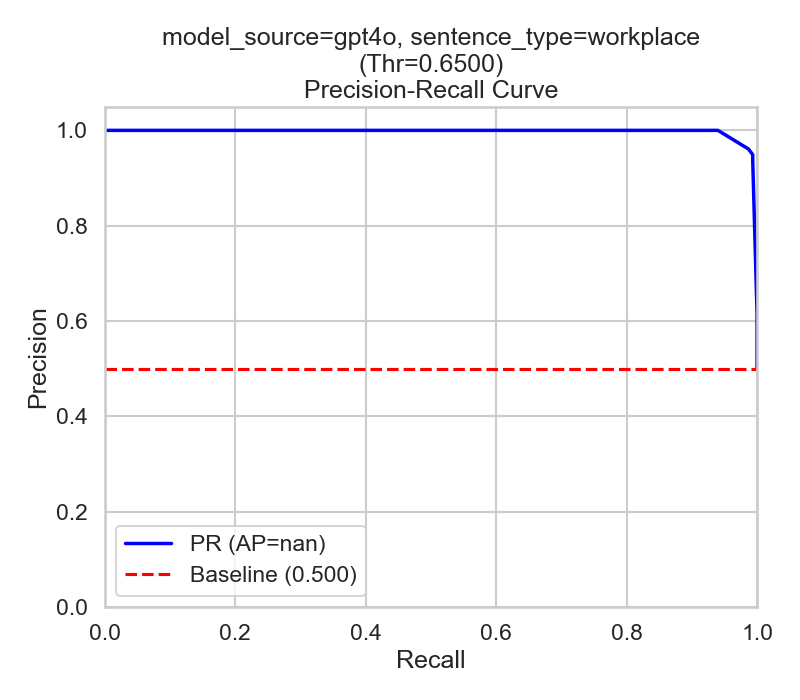 model_source=gpt4o, sentence_type=workplace
(Thr=0.6500)
Precision-Recall Curve
Precision
1.0
0.8
0.6
0.4
0.2
0.0
PR (AP=nan)
Baseline (0.500)
0.0 0.2 0.4 0.6 0.8 1.0
Recall